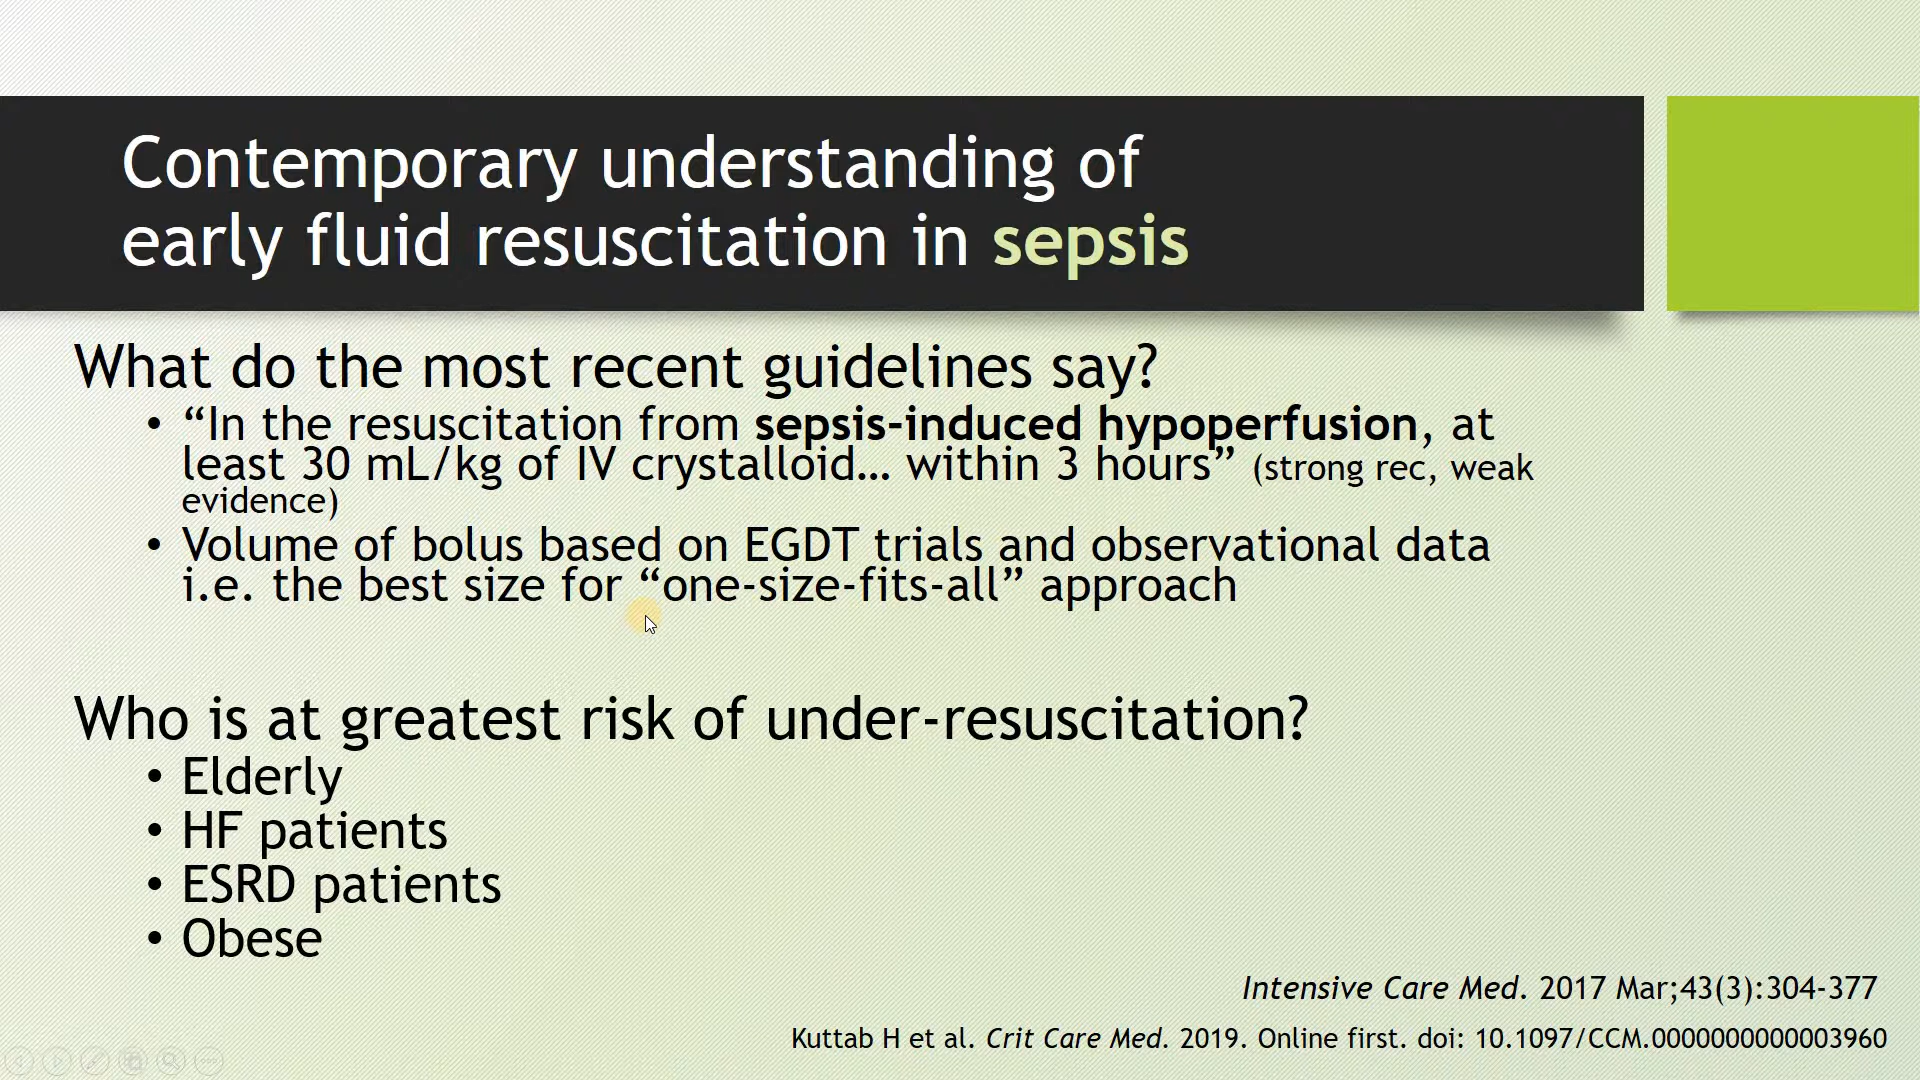 Contemporary understanding of
early fluid resuscitation in sepsis
What do the most recent guidelines say?
• “In the resuscitation from sepsis-induced hypoperfusion, at
least 30 mL/kg of IV crystalloid… within 3 hours” (strong rec, weak
evidence)
• Volume of bolus based on EGDT trials and observational data
i.e. the best size for “one-size-fits-all” approach
Who is at greatest risk of under-resuscitation?
• Elderly
• HF patients
• ESRD patients
• Obese
Intensive Care Med. 2017 Mar;43(3):304-377
Kuttab H et al. Crit Care Med. 2019. Online first. doi: 10.1097/CCM.0000000000003960